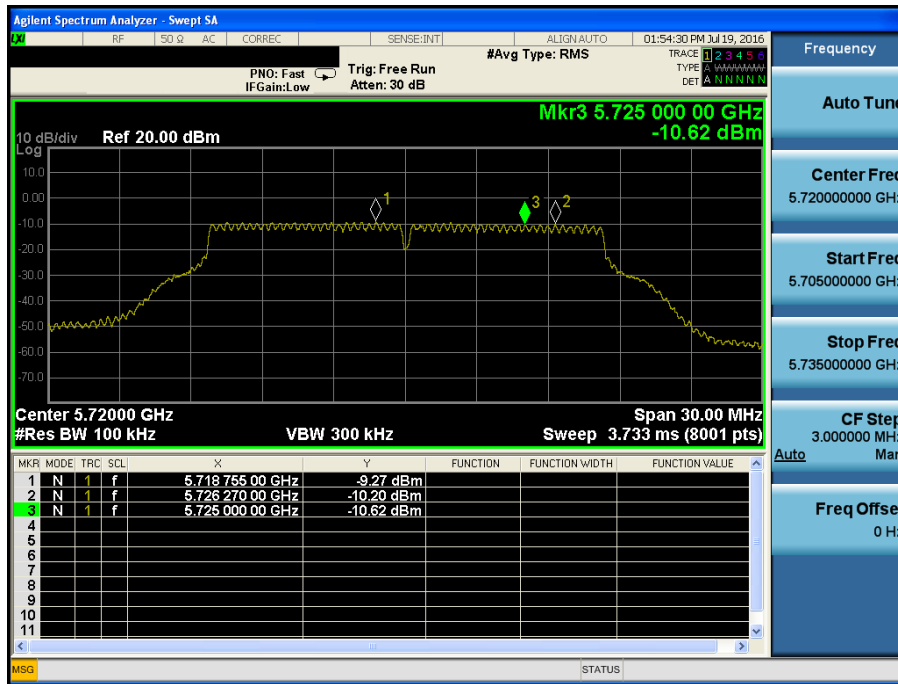 Agilent Spectrum Analyzer - Swept SA
LXI RF 50 Ω AC CORREC SENSE:INT ALIGN AUTO 01:54:30 PM Jul 19, 2016
#Avg Type: RMS TRACE 1 2 3 4 5 6
PNO: Fast Trig: Free Run TYPE A WWWWW
IFGain:Low Atten: 30 dB DET A N N N N N
Mkr3 5.725 000 00 GHz
10 dB/div Ref 20.00 dBm -10.62 dBm
Log
10.0
0.00
1 3 2
-10.0
-20.0
-30.0
-40.0
-50.0
-60.0
-70.0
Center 5.72000 GHz Span 30.00 MHz
#Res BW 100 kHz VBW 300 kHz Sweep 3.733 ms (8001 pts)
MKR MODE TRC SCL X Y FUNCTION FUNCTION WIDTH FUNCTION VALUE
1 N 1 f 5.718 755 00 GHz -9.27 dBm
2 N 1 f 5.726 270 00 GHz -10.20 dBm
3 N 1 f 5.725 000 00 GHz -10.62 dBm
4
5
6
7
8
9
10
11
MSG STATUS
Frequency
Auto Tune
Center Freq
5.720000000 GHz
Start Freq
5.705000000 GHz
Stop Freq
5.735000000 GHz
CF Step
3.000000 MHz
Auto Man
Freq Offset
0 Hz